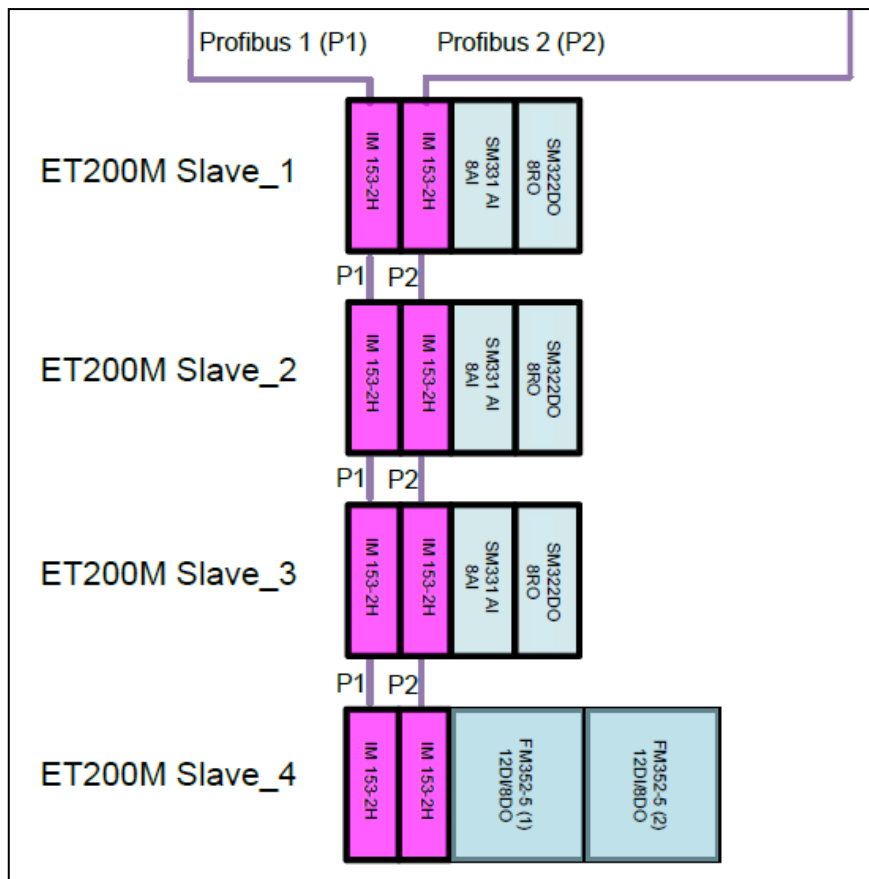 Profibus 1 (P1)
Profibus 2 (P2)
ET200M Slave_1
IM 153-2H
IM 153-2H
SM331 AI
8AI
SM322DO
8RO
P1
P2
ET200M Slave_2
IM 153-2H
IM 153-2H
SM331 AI
8AI
SM322DO
8RO
P1
P2
ET200M Slave_3
IM 153-2H
IM 153-2H
SM331 AI
8AI
SM322DO
8RO
P1
P2
ET200M Slave_4
IM 153-2H
IM 153-2H
FM352-5 (1)
12DI/8DO
FM352-5 (2)
12DI/8DO